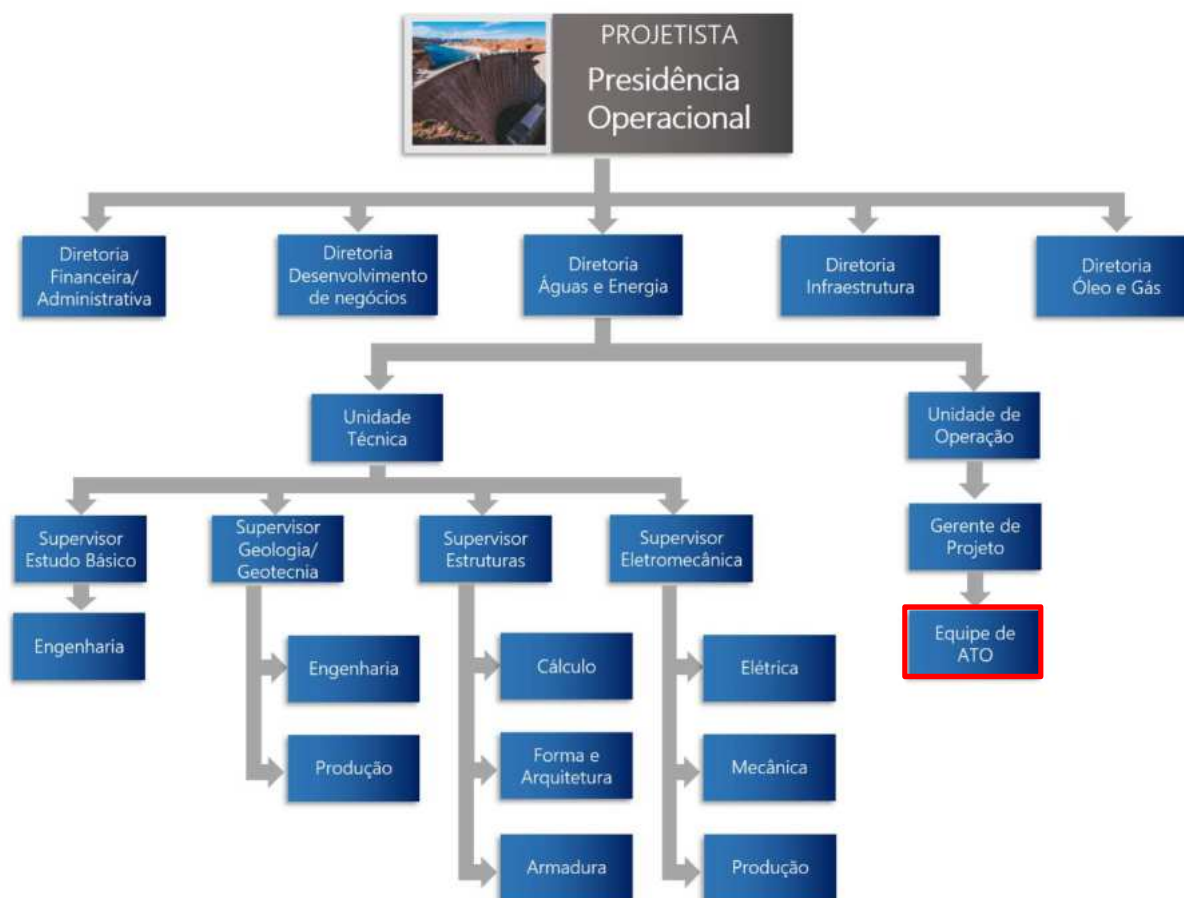 PROJETISTA
Presidência
Operacional
Diretoria
Financeira/
Administrativa
Diretoria
Desenvolvimento
de negócios
Diretoria
Águas e Energia
Diretoria
Infraestrutura
Diretoria
Óleo e Gás
Unidade
Técnica
Unidade de
Operação
Supervisor
Estudo Básico
Supervisor
Geologia/
Geotecnia
Supervisor
Estruturas
Supervisor
Eletromecânica
Gerente de
Projeto
Engenharia
Engenharia
Cálculo
Elétrica
Equipe de
ATO
Produção
Forma e
Arquitetura
Mecânica
Armadura
Produção